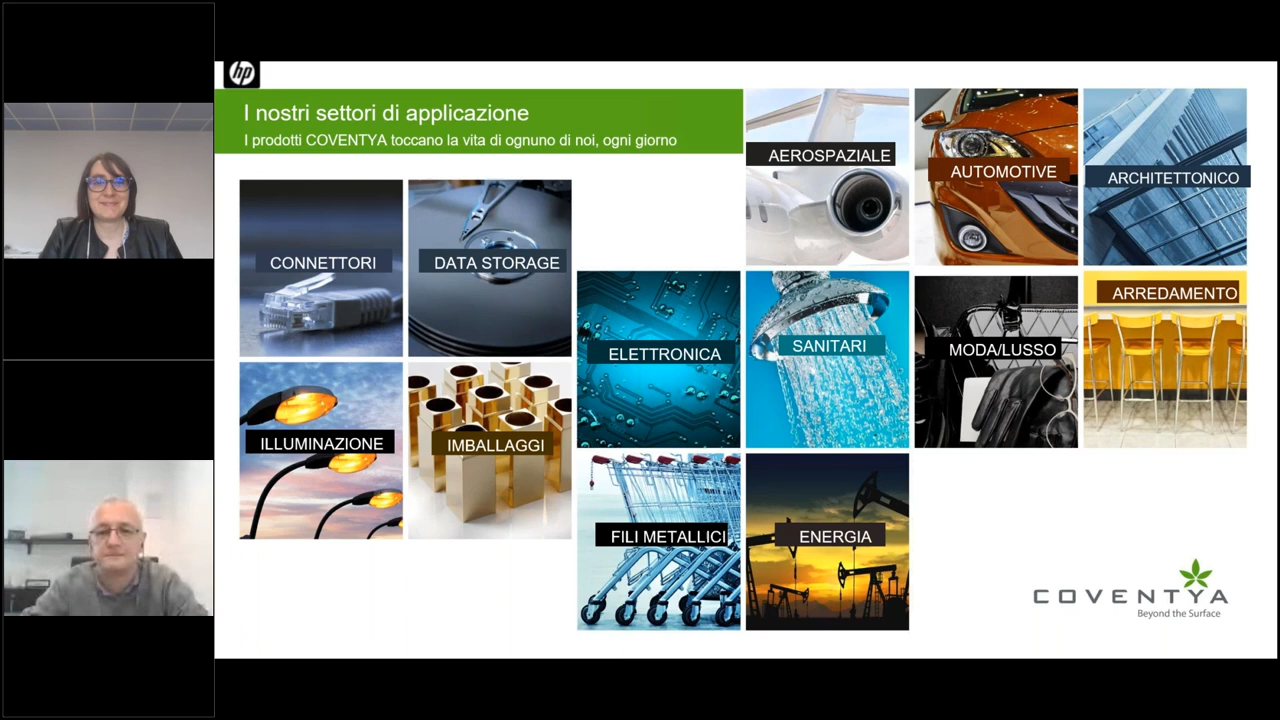 hp
I nostri settori di applicazione
I prodotti COVENTYA toccano la vita di ognuno di noi, ogni giorno
AEROSPAZIALE
AUTOMOTIVE
ARCHITETTONICO
CONNETTORI
DATA STORAGE
ELETTRONICA
SANITARI
MODA/LUSSO
ARREDAMENTO
ILLUMINAZIONE
IMBALLAGGI
FILI METALLICI
ENERGIA
COVENTYA
Beyond the Surface